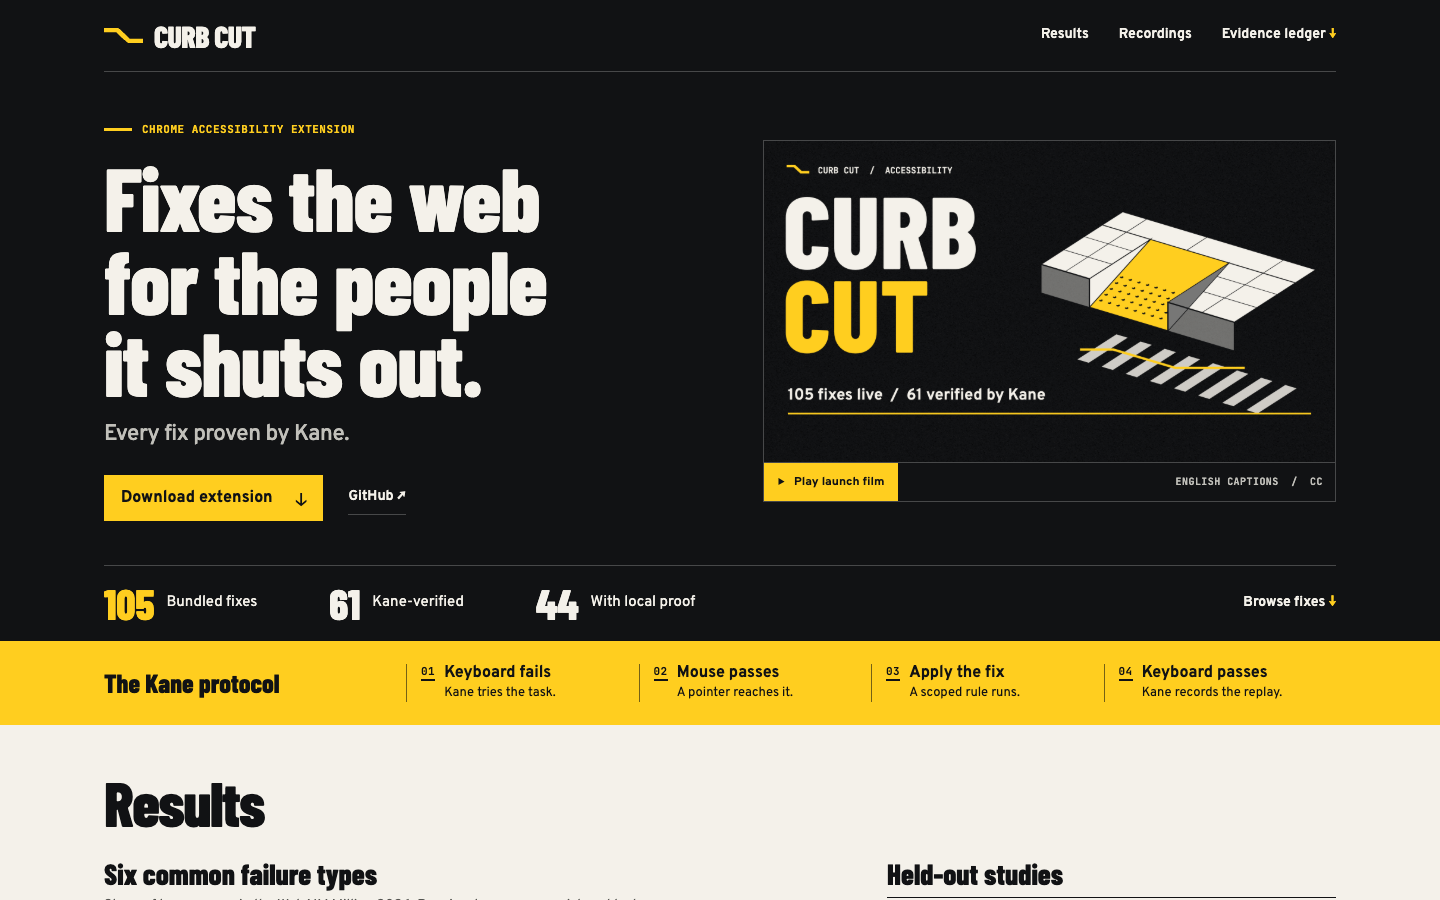 CURB CUT
Results
Recordings
Evidence ledger ↓
CHROME ACCESSIBILITY EXTENSION
Fixes the web
for the people
it shuts out.
Every fix proven by Kane.
Download extension ↓
GitHub ↗
CURB CUT / ACCESSIBILITY
CURB
CUT
105 fixes live / 61 verified by Kane
▶ Play launch film
ENGLISH CAPTIONS / CC
105 Bundled fixes
61 Kane-verified
44 With local proof
Browse fixes ↓
The Kane protocol
01 Keyboard fails
Kane tries the task.
02 Mouse passes
A pointer reaches it.
03 Apply the fix
A scoped rule runs.
04 Keyboard passes
Kane records the replay.
Results
Six common failure types
Held-out studies